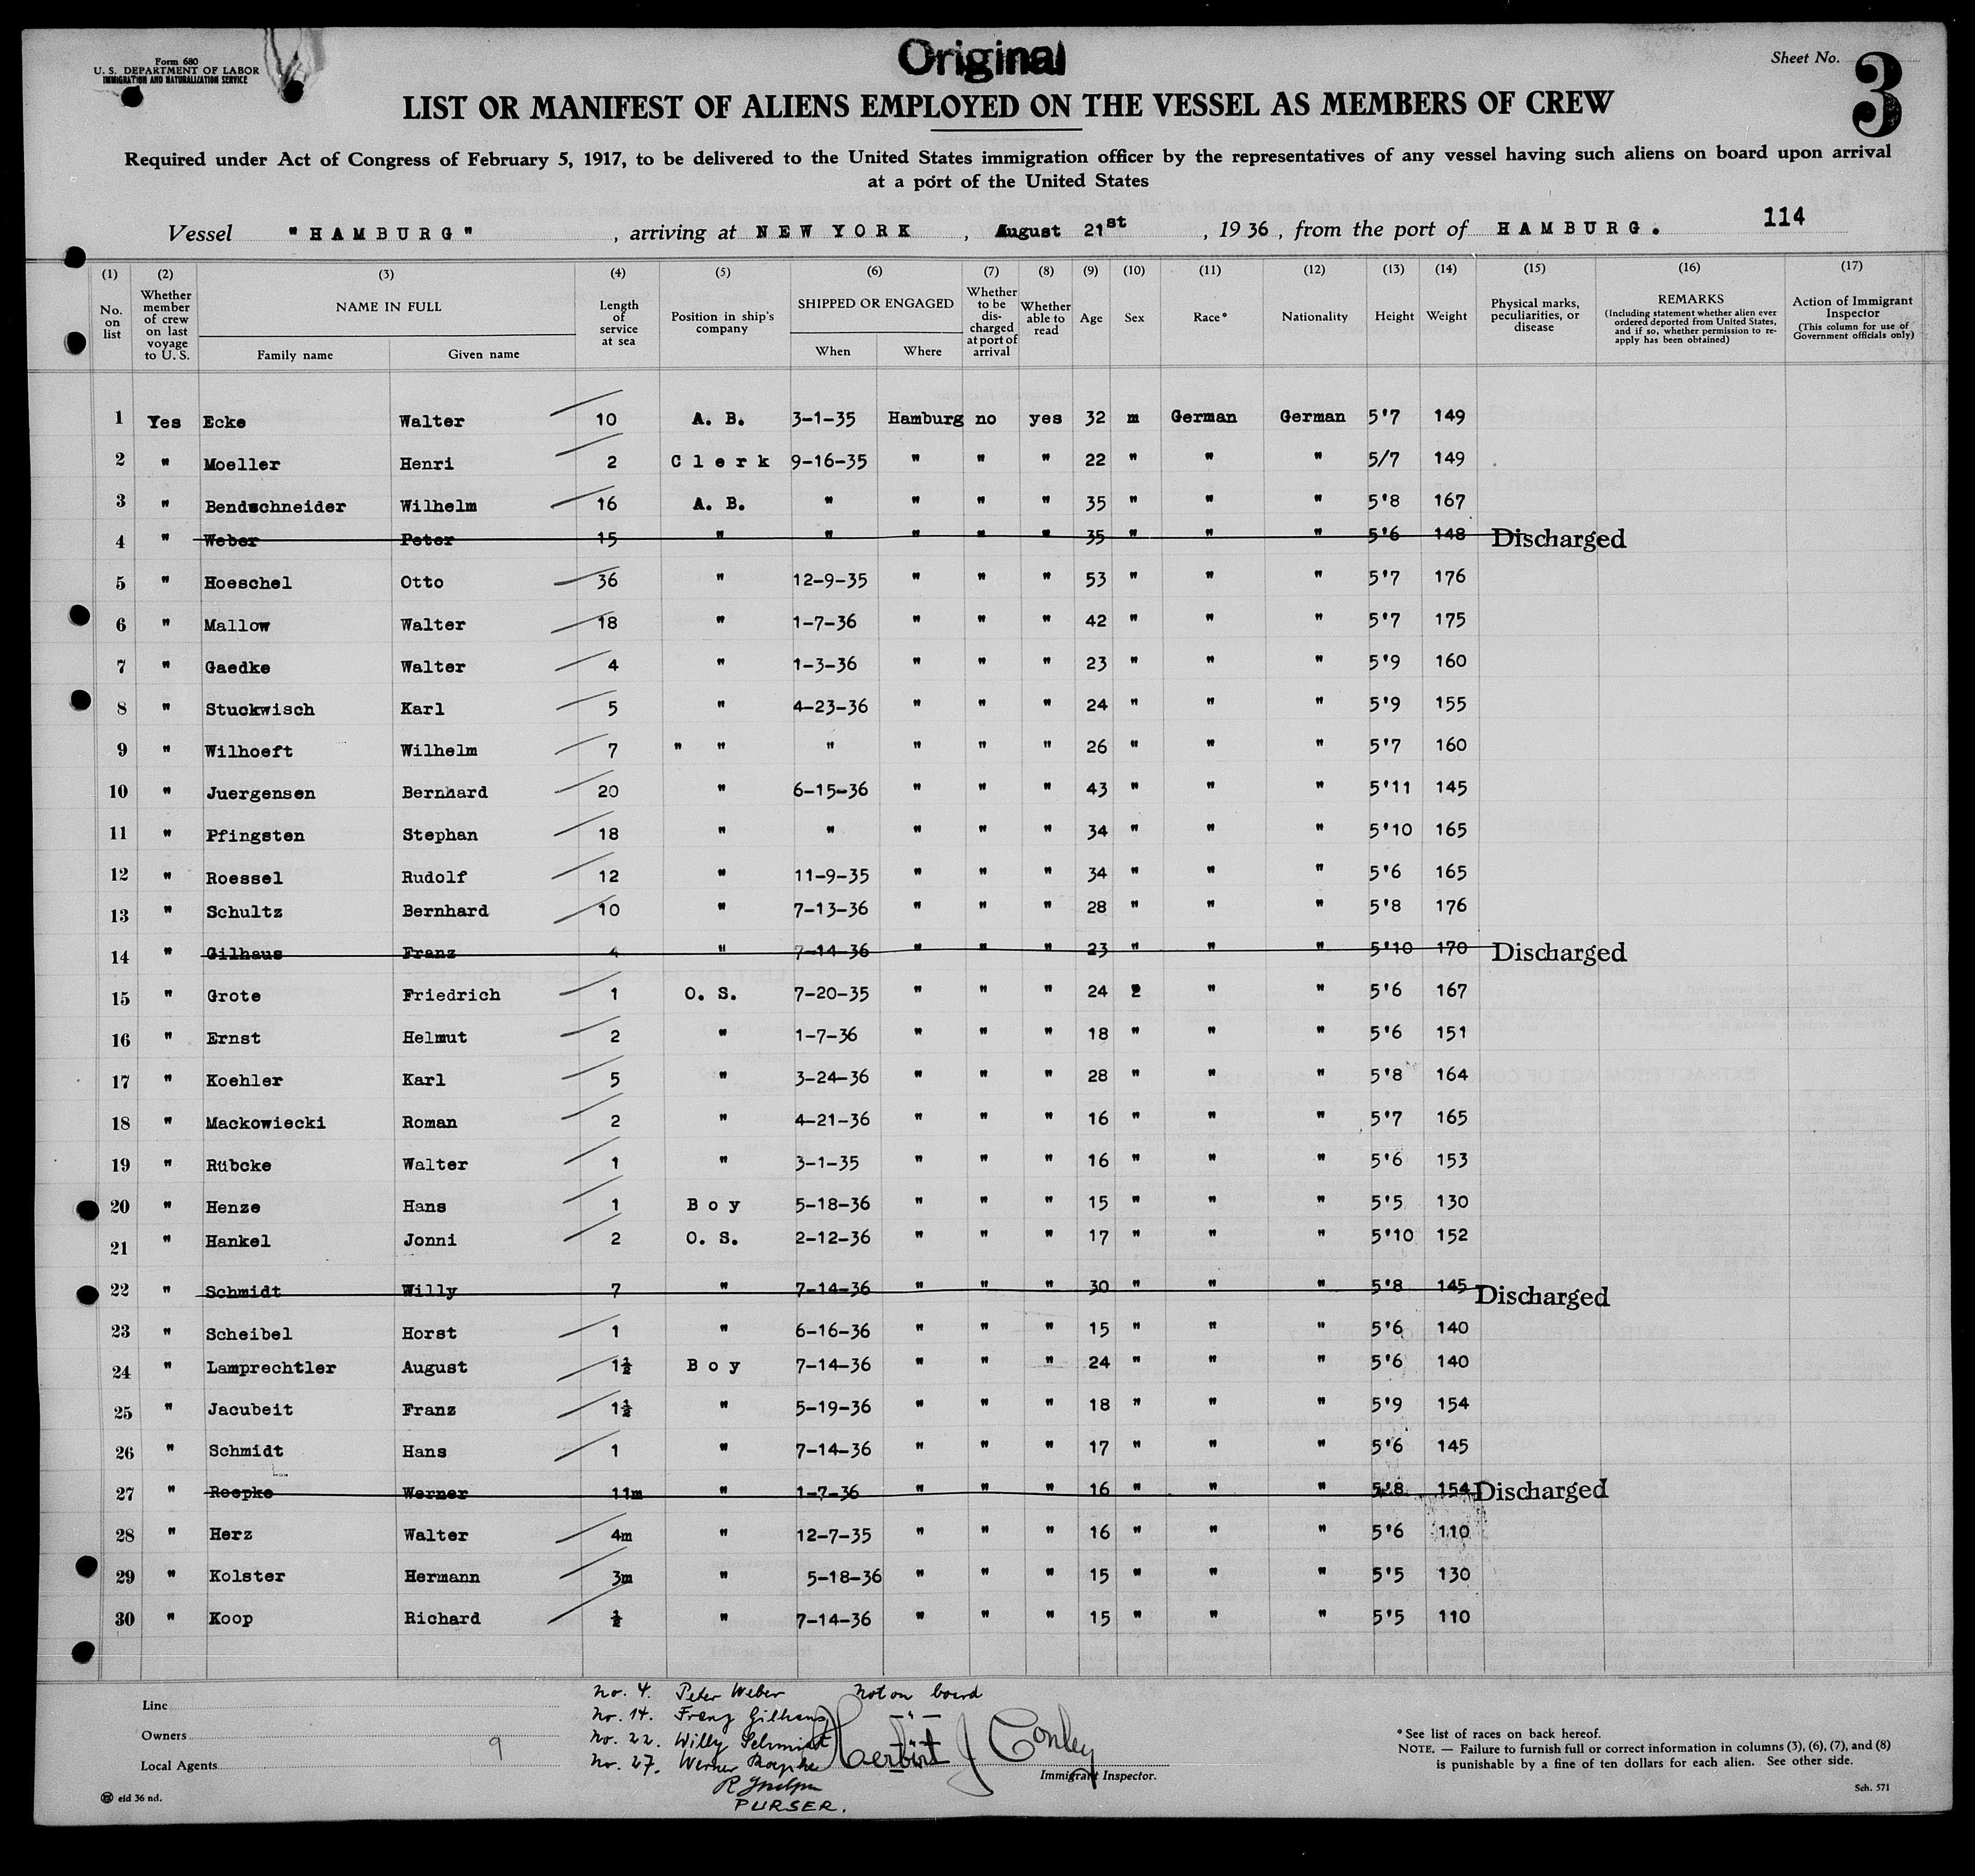 Form 680
U. S. DEPARTMENT OF LABOR
IMMIGRATION AND NATURALIZATION SERVICE
Original
Sheet No. 3
LIST OR MANIFEST OF ALIENS EMPLOYED ON THE VESSEL AS MEMBERS OF CREW
Required under Act of Congress of February 5, 1917, to be delivered to the United States immigration officer by the representatives of any vessel having such aliens on board upon arrival
at a port of the United States
114
Vessel "HAMBURG", arriving at NEW YORK, August 21st, 1936, from the port of HAMBURG.
(1) (2) (3) (4) (5) (6) (7) (8) (9) (10) (11) (12) (13) (14) (15) (16) (17)
No. on list
Whether member of crew on last voyage to U.S.
NAME IN FULL
Family name Given name
Length of service at sea
Position in ship's company
SHIPPED OR ENGAGED
When Where
Whether to be discharged at port of arrival
Whether able to read
Age
Sex
Race*
Nationality
Height
Weight
Physical marks, peculiarities, or disease
REMARKS
(Including statement whether alien ever ordered deported from United States, and if so, whether permission to reapply has been obtained)
Action of Immigrant Inspector
(This column for use of Government officials only)
1 Yes Ecke Walter 10 A. B. 3-1-35 Hamburg no yes 32 m German German 5'7 149
2 " Moeller Henri 2 Clerk 9-16-35 " " " 22 " " " 5/7 149
3 " Bendschneider Wilhelm 16 A. B. " " " " 35 " " " 5'8 167
4 " Weber Peter 15 " " " " " 35 " " " 5'6 148 Discharged
5 " Hoeschel Otto 36 " 12-9-35 " " " 53 " " " 5'7 176
6 " Mallow Walter 18 " 1-7-36 " " " 42 " " " 5'7 175
7 " Gaedke Walter 4 " 1-3-36 " " " 23 " " " 5'9 160
8 " Stuckwisch Karl 5 " 4-23-36 " " " 24 " " " 5'9 155
9 " Wilhoeft Wilhelm 7 " " " " " " 26 " " " 5'7 160
10 " Juergensen Bernhard 20 " 6-15-36 " " " 43 " " " 5'11 145
11 " Pfingsten Stephan 18 " " " " " 34 " " " 5'10 165
12 " Roessel Rudolf 12 " 11-9-35 " " " 34 " " " 5'6 165
13 " Schultz Bernhard 10 " 7-13-36 " " " 28 " " " 5'8 176
14 " Gilhaus Franz 4 " 7-14-36 " " " 23 " " " 5'10 170 Discharged
15 " Grote Friedrich 1 O. S. 7-20-35 " " " 24 " " " 5'6 167
16 " Ernst Helmut 2 " 1-7-36 " " " 18 " " " 5'6 151
17 " Koehler Karl 5 " 3-24-36 " " " 28 " " " 5'8 164
18 " Mackowiecki Roman 2 " 4-21-36 " " " 16 " " " 5'7 165
19 " Rübcke Walter 1 " 3-1-35 " " " 16 " " " 5'6 153
20 " Henze Hans 1 Boy 5-18-36 " " " 15 " " " 5'5 130
21 " Hankel Jonni 2 O. S. 2-12-36 " " " 17 " " " 5'10 152
22 " Schmidt Willy 7 " 7-14-36 " " " 30 " " " 5'8 145 Discharged
23 " Scheibel Horst 1 " 6-16-36 " " " 15 " " " 5'6 140
24 " Lamprechtler August 1½ Boy 7-14-36 " " " 24 " " " 5'6 140
25 " Jacubeit Franz 1½ " 5-19-36 " " " 18 " " " 5'9 154
26 " Schmidt Hans 1 " 7-14-36 " " " 17 " " " 5'6 145
27 " Roepke Werner 11m " 1-7-36 " " " 16 " " " 5'8 154 Discharged
28 " Herz Walter 4m " 12-7-35 " " " 16 " " " 5'6 110
29 " Kolster Hermann 3m " 5-18-36 " " " 15 " " " 5'5 130
30 " Koop Richard ½ " 7-14-36 " " " 15 " " " 5'5 110
Line
Owners
Local Agents
9
eid 36 nd.
No. 4. Peter Weber not on board
No. 14. Franz Gilhaus -"-
No. 22. Willy Schmidt
No. 27. Werner Roepke
PURSER.
Herbert J Conley
Immigrant Inspector.
*See list of races on back hereof.
NOTE. — Failure to furnish full or correct information in columns (3), (6), (7), and (8)
is punishable by a fine of ten dollars for each alien. See other side.
Sch. 571